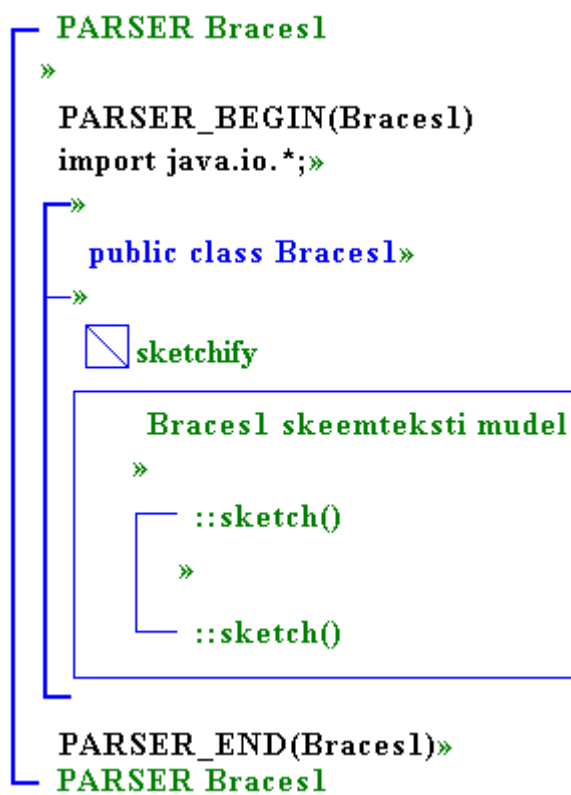 PARSER Braces1
»
PARSER_BEGIN(Braces1)
import java.io.*;»
»
public class Braces1»
»
sketchify
Braces1 skeemteksti mudel
»
::sketch()
»
::sketch()
PARSER_END(Braces1)»
PARSER Braces1